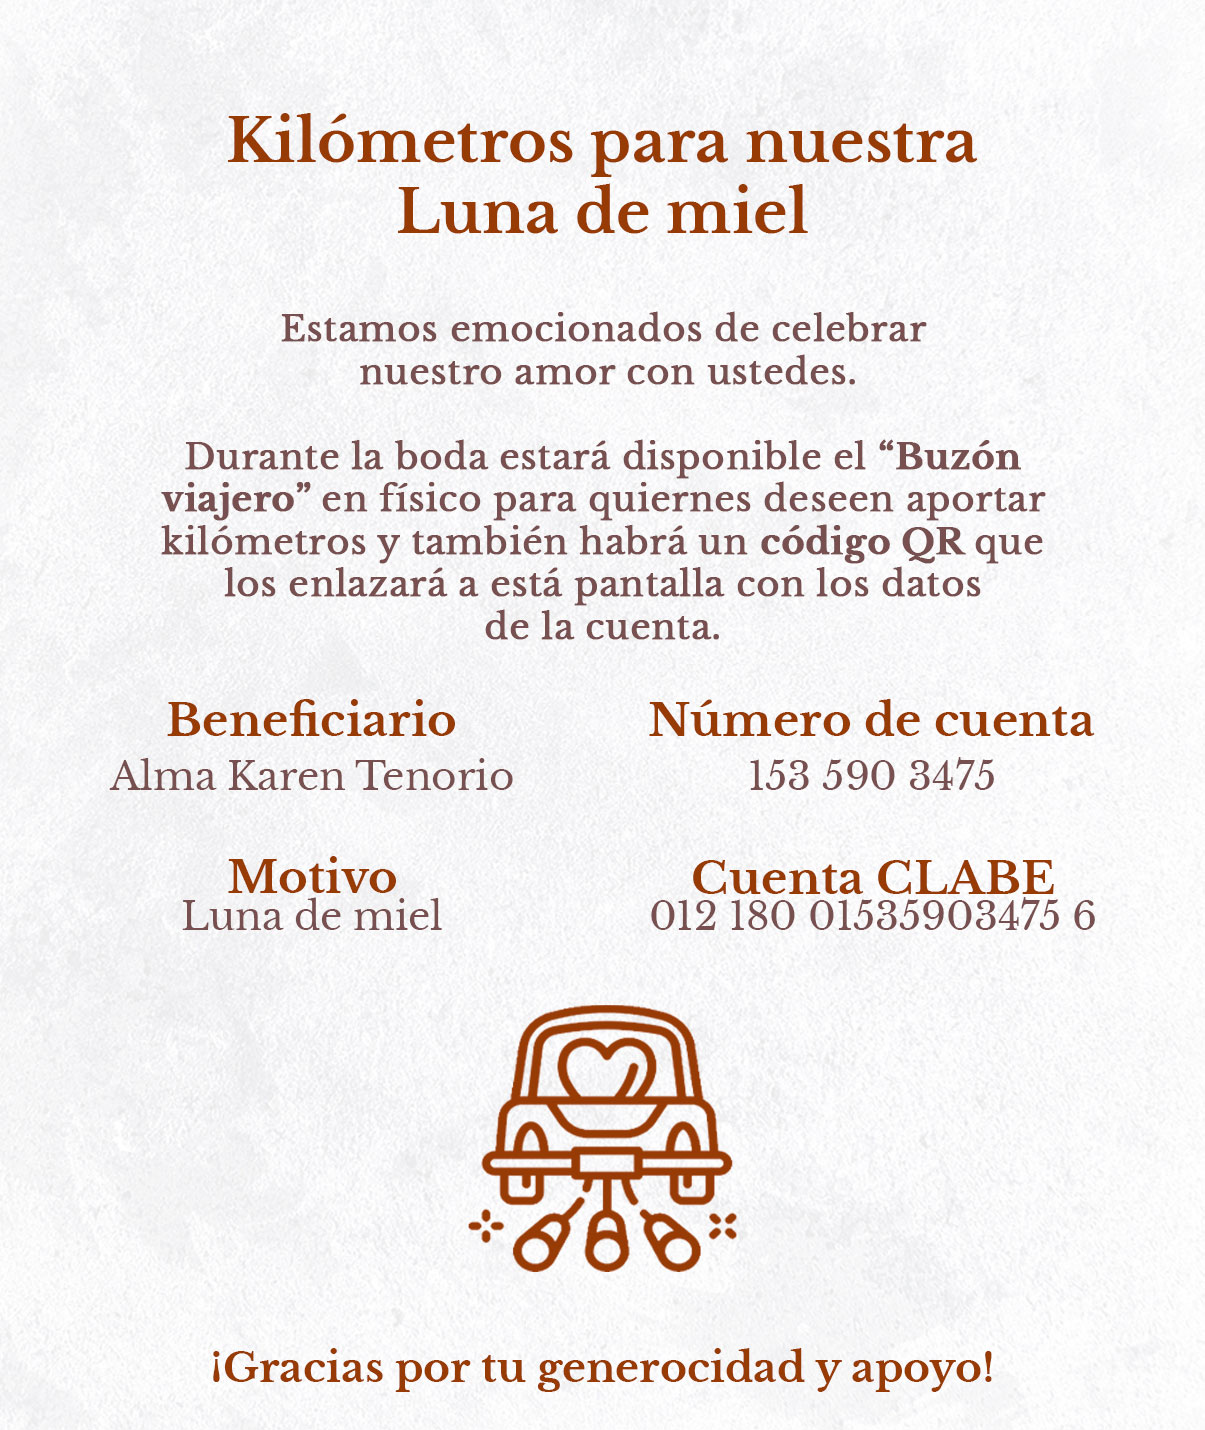 Kilómetros para nuestra
Luna de miel
Estamos emocionados de celebrar
nuestro amor con ustedes.
Durante la boda estará disponible el “Buzón
viajero” en físico para quiernes deseen aportar
kilómetros y también habrá un código QR que
los enlazará a está pantalla con los datos
de la cuenta.
Beneficiario
Alma Karen Tenorio
Número de cuenta
153 590 3475
Motivo
Luna de miel
Cuenta CLABE
012 180 01535903475 6
¡Gracias por tu generocidad y apoyo!